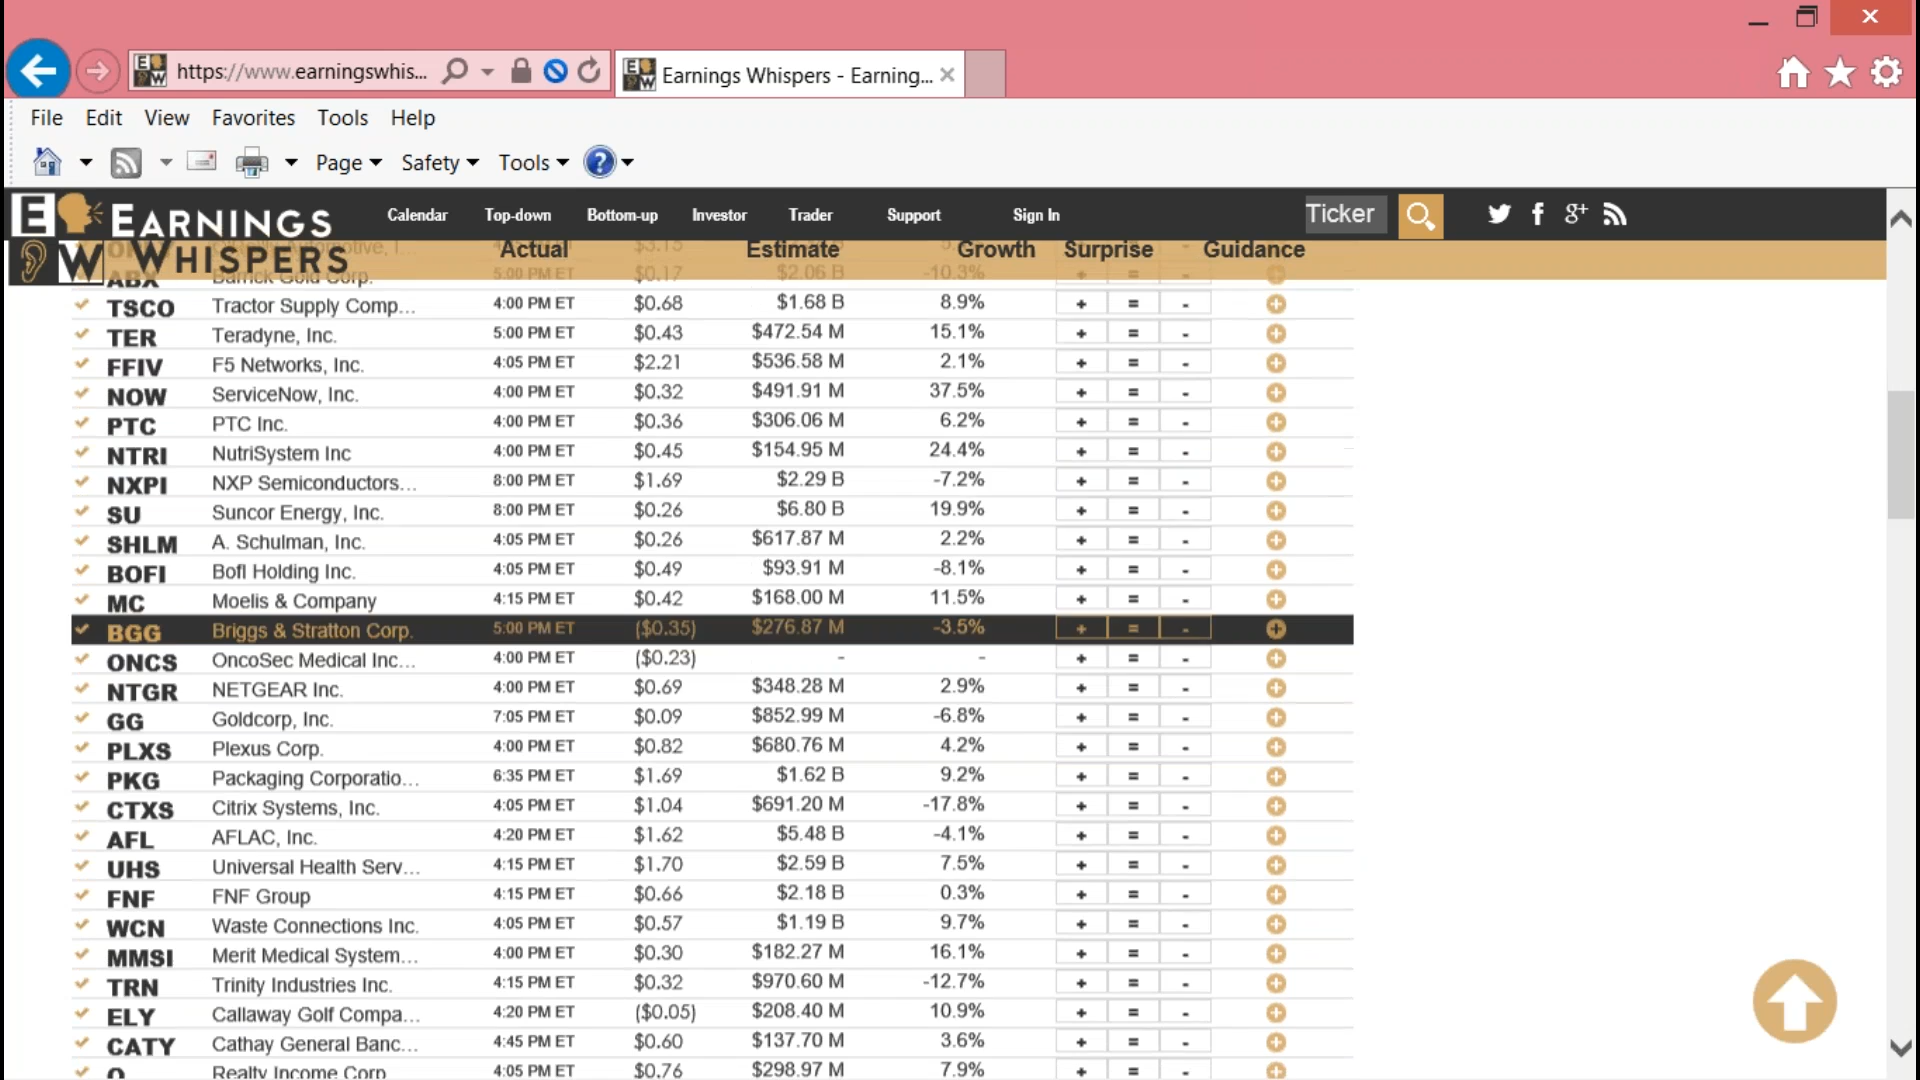 https://www.earningswhis...
Earnings Whispers - Earning...
File Edit View Favorites Tools Help
Page Safety Tools
E EARNINGS Calendar Top-down Bottom-up Investor Trader Support Sign In Ticker
W WHISPERS Actual Estimate Growth Surprise Guidance
$3.15
ABX Barrick Gold Corp. 5:00 PM ET $0.17 $2.06 B -10.3%
TSCO Tractor Supply Comp... 4:00 PM ET $0.68 $1.68 B 8.9% + = -
TER Teradyne, Inc. 5:00 PM ET $0.43 $472.54 M 15.1% + = -
FFIV F5 Networks, Inc. 4:05 PM ET $2.21 $536.58 M 2.1% + = -
NOW ServiceNow, Inc. 4:00 PM ET $0.32 $491.91 M 37.5% + = -
PTC PTC Inc. 4:00 PM ET $0.36 $306.06 M 6.2% + = -
NTRI NutriSystem Inc 4:00 PM ET $0.45 $154.95 M 24.4% + = -
NXPI NXP Semiconductors... 8:00 PM ET $1.69 $2.29 B -7.2% + = -
SU Suncor Energy, Inc. 8:00 PM ET $0.26 $6.80 B 19.9% + = -
SHLM A. Schulman, Inc. 4:05 PM ET $0.26 $617.87 M 2.2% + = -
BOFI BofI Holding Inc. 4:05 PM ET $0.49 $93.91 M -8.1% + = -
MC Moelis & Company 4:15 PM ET $0.42 $168.00 M 11.5% + = -
BGG Briggs & Stratton Corp. 5:00 PM ET ($0.35) $276.87 M -3.5% + = -
ONCS OncoSec Medical Inc... 4:00 PM ET ($0.23) - - + = -
NTGR NETGEAR Inc. 4:00 PM ET $0.69 $348.28 M 2.9% + = -
GG Goldcorp, Inc. 7:05 PM ET $0.09 $852.99 M -6.8% + = -
PLXS Plexus Corp. 4:00 PM ET $0.82 $680.76 M 4.2% + = -
PKG Packaging Corporatio... 6:35 PM ET $1.69 $1.62 B 9.2% + = -
CTXS Citrix Systems, Inc. 4:05 PM ET $1.04 $691.20 M -17.8% + = -
AFL AFLAC, Inc. 4:20 PM ET $1.62 $5.48 B -4.1% + = -
UHS Universal Health Serv... 4:15 PM ET $1.70 $2.59 B 7.5% + = -
FNF FNF Group 4:15 PM ET $0.66 $2.18 B 0.3% + = -
WCN Waste Connections Inc. 4:05 PM ET $0.57 $1.19 B 9.7% + = -
MMSI Merit Medical System... 4:00 PM ET $0.30 $182.27 M 16.1% + = -
TRN Trinity Industries Inc. 4:15 PM ET $0.32 $970.60 M -12.7% + = -
ELY Callaway Golf Compa... 4:20 PM ET ($0.05) $208.40 M 10.9% + = -
CATY Cathay General Banc... 4:45 PM ET $0.60 $137.70 M 3.6% + = -
O Realty Income Corp 4:05 PM ET $0.76 $298.97 M 7.9% + = -